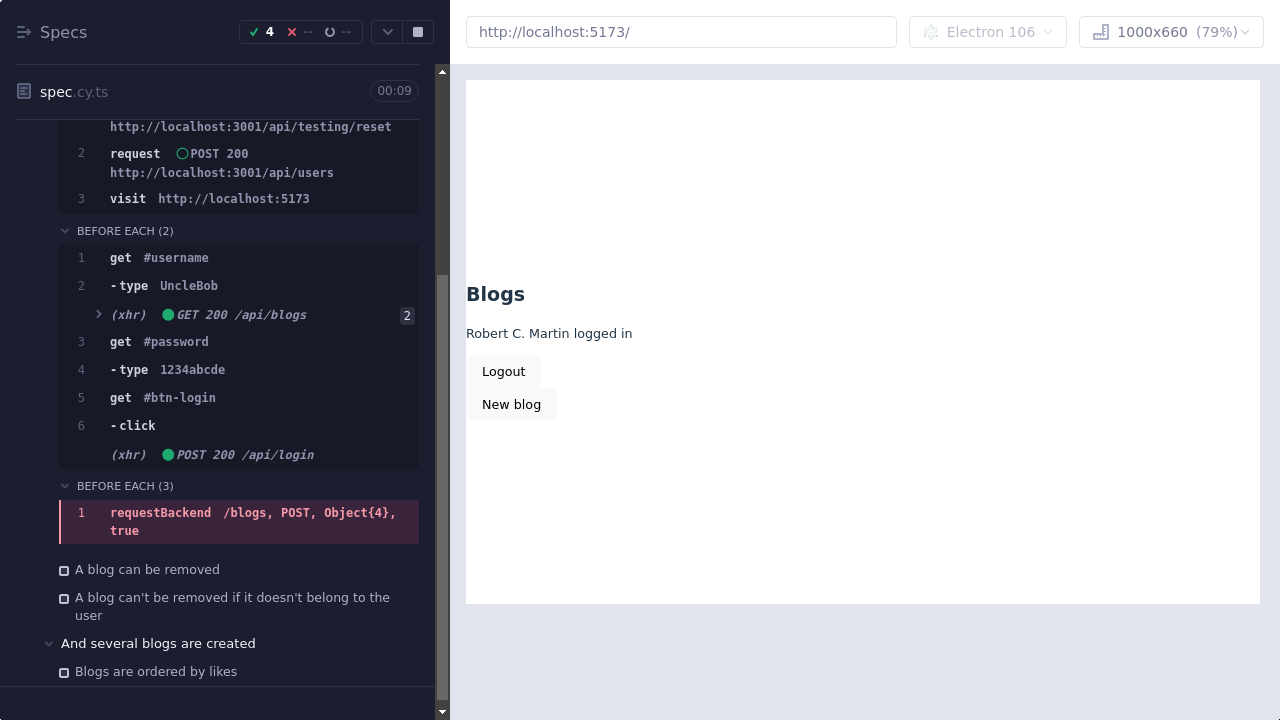 Specs
4
--
--
spec.cy.ts
00:09
http://localhost:3001/api/testing/reset
2 request POST 200
http://localhost:3001/api/users
3 visit http://localhost:5173
BEFORE EACH (2)
1 get #username
2 -type UncleBob
(xhr) GET 200 /api/blogs 2
3 get #password
4 -type 1234abcde
5 get #btn-login
6 -click
(xhr) POST 200 /api/login
BEFORE EACH (3)
1 requestBackend /blogs, POST, Object{4},
true
A blog can be removed
A blog can't be removed if it doesn't belong to the
user
And several blogs are created
Blogs are ordered by likes
http://localhost:5173/
Electron 106
1000x660 (79%)
Blogs
Robert C. Martin logged in
Logout
New blog